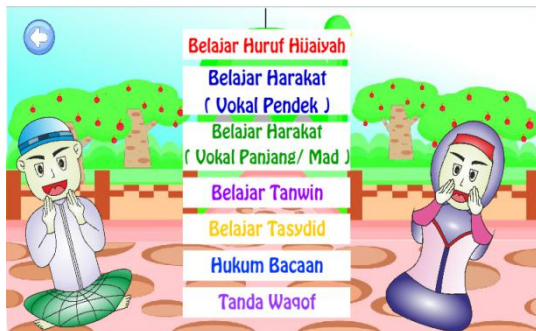 Belajar Huruf Hijaiyah
Belajar Harakat
( Vokal Pendek )
Belajar Harakat
( Vokal Panjang/ Mad )
Belajar Tanwin
Belajar Tasydid
Hukum Bacaan
Tanda Waqof